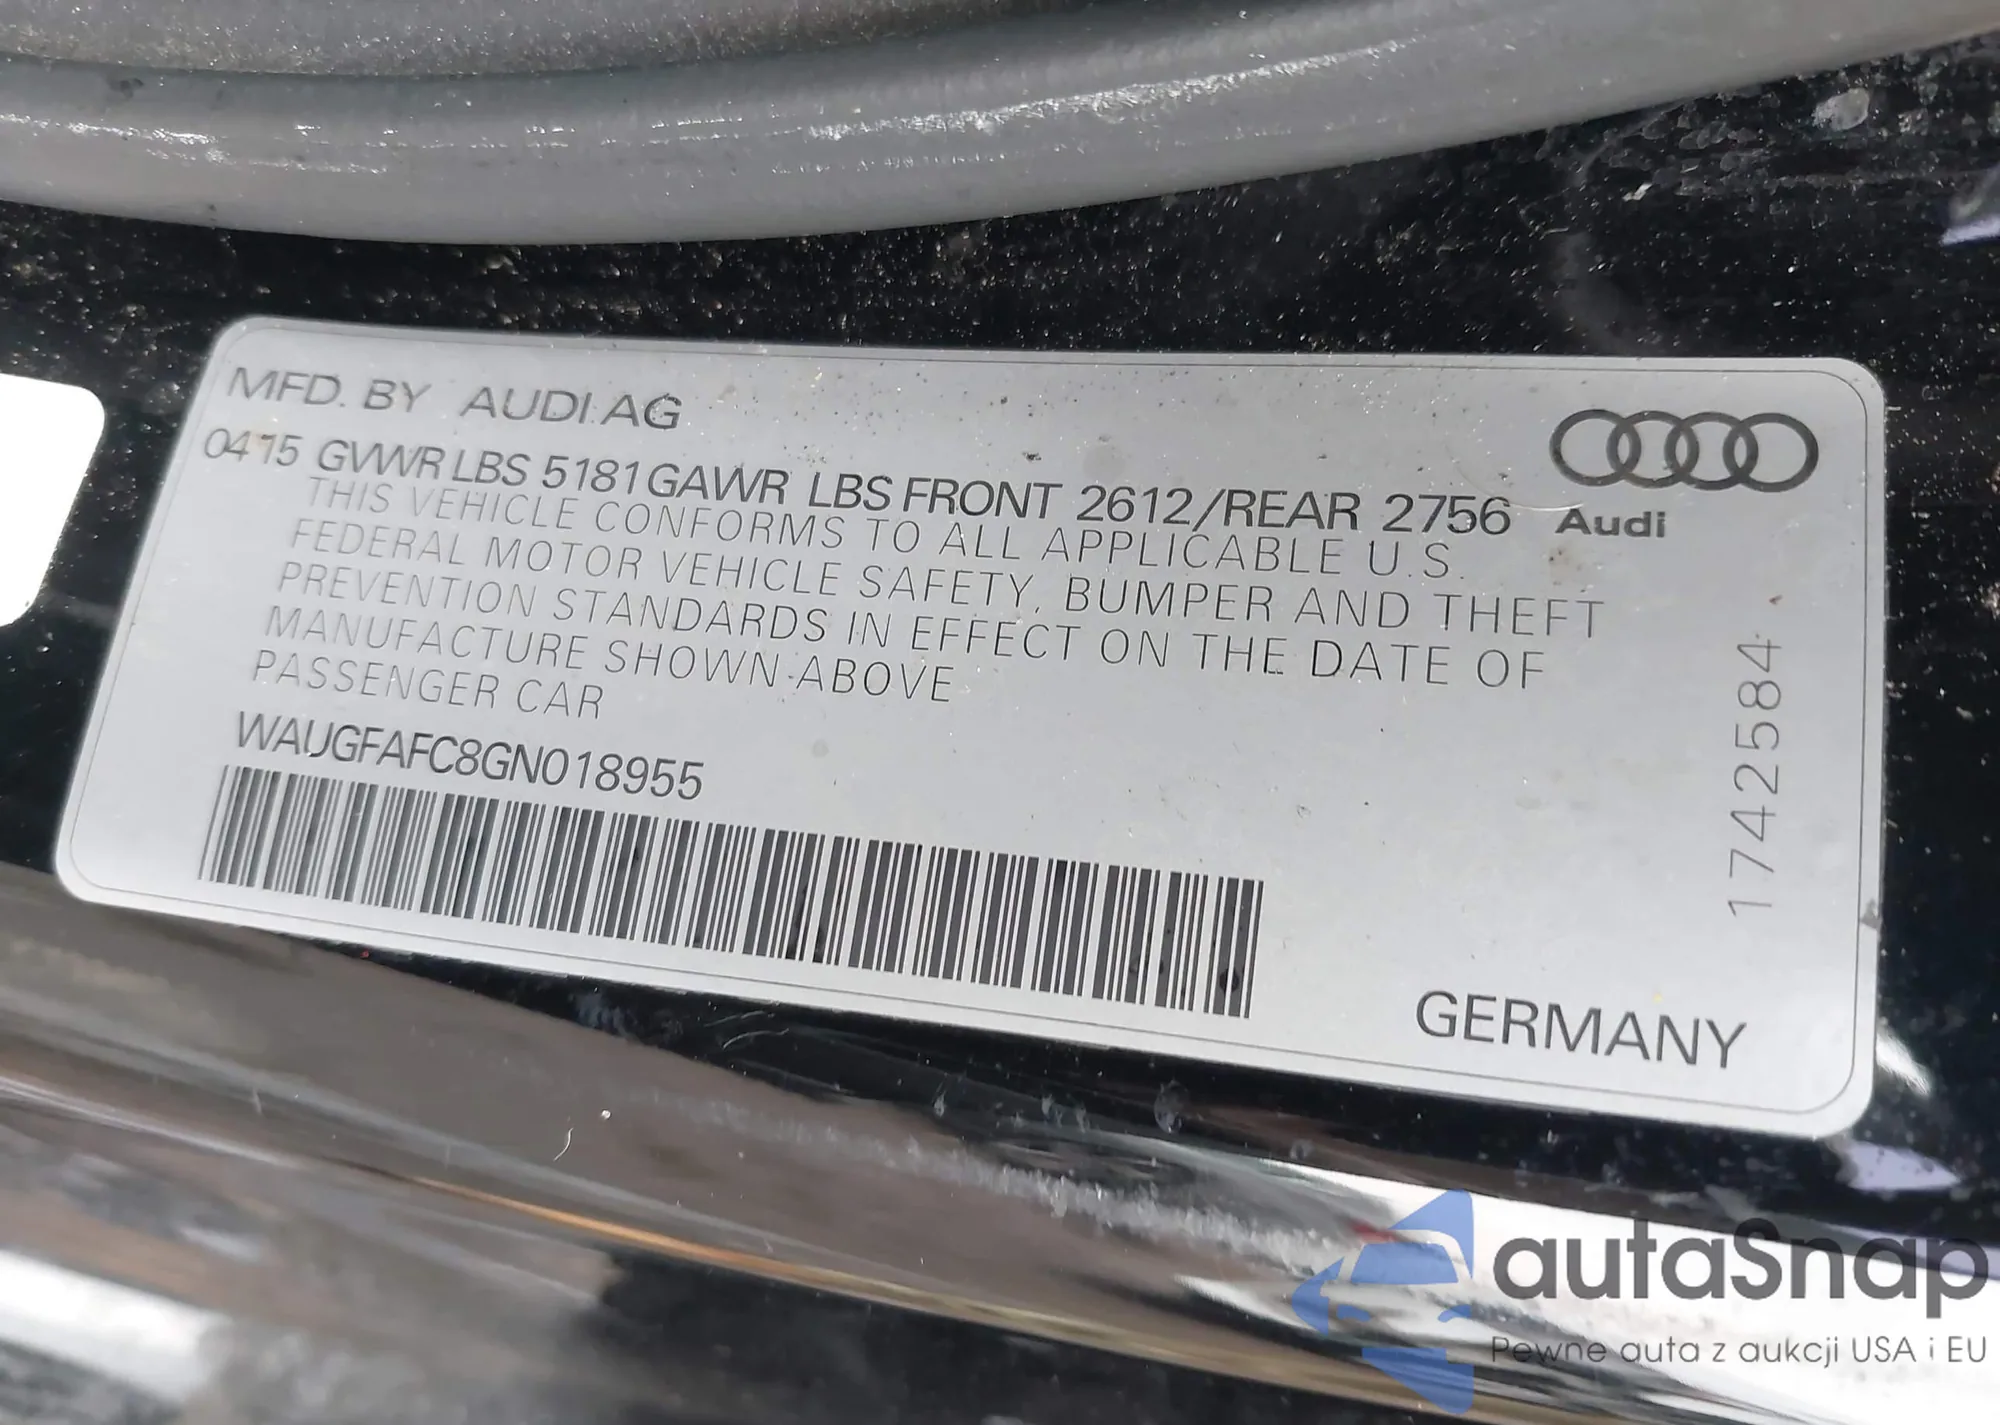 MFD. BY AUDI AG
0415 GVWR LBS 5181 GAWR LBS FRONT 2612/REAR 2756
Audi
THIS VEHICLE CONFORMS TO ALL APPLICABLE U.S.
FEDERAL MOTOR VEHICLE SAFETY, BUMPER AND THEFT
PREVENTION STANDARDS IN EFFECT ON THE DATE OF
MANUFACTURE SHOWN ABOVE
PASSENGER CAR
WAUGFAFC8GN018955
1742584
GERMANY
autaSnap
Pewne auta z aukcji USA i EU